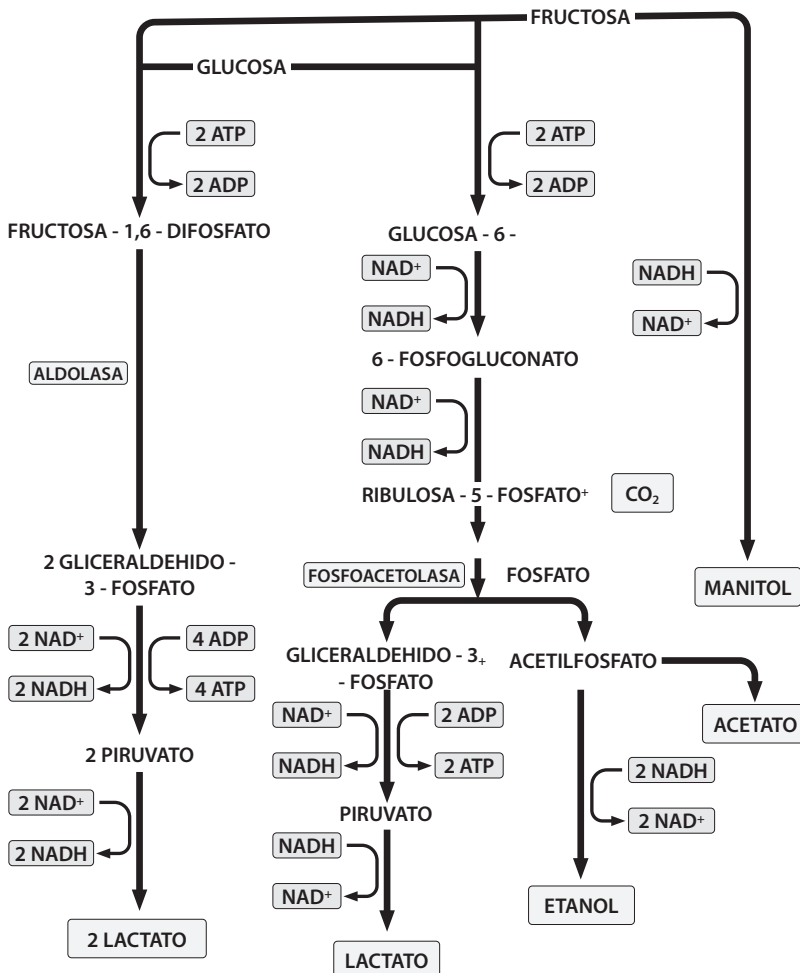 FRUCTOSA
GLUCOSA
2 ATP
2 ADP
2 ATP
2 ADP
FRUCTOSA - 1,6 - DIFOSFATO
GLUCOSA - 6 -
NAD+
NADH
NADH
NAD+
6 - FOSFOGLUCONATO
ALDOLASA
NAD+
NADH
RIBULOSA - 5 - FOSFATO+
CO₂
2 GLICERALDEHIDO -
3 - FOSFATO
FOSFOACETOLASA
FOSFATO
MANITOL
2 NAD+
2 NADH
4 ADP
4 ATP
GLICERALDEHIDO - 3+
- FOSFATO
ACETILFOSFATO
ACETATO
NAD+
NADH
2 ADP
2 ATP
2 PIRUVATO
2 NADH
2 NAD+
2 NAD+
2 NADH
PIRUVATO
NADH
NAD+
ETANOL
2 LACTATO
LACTATO